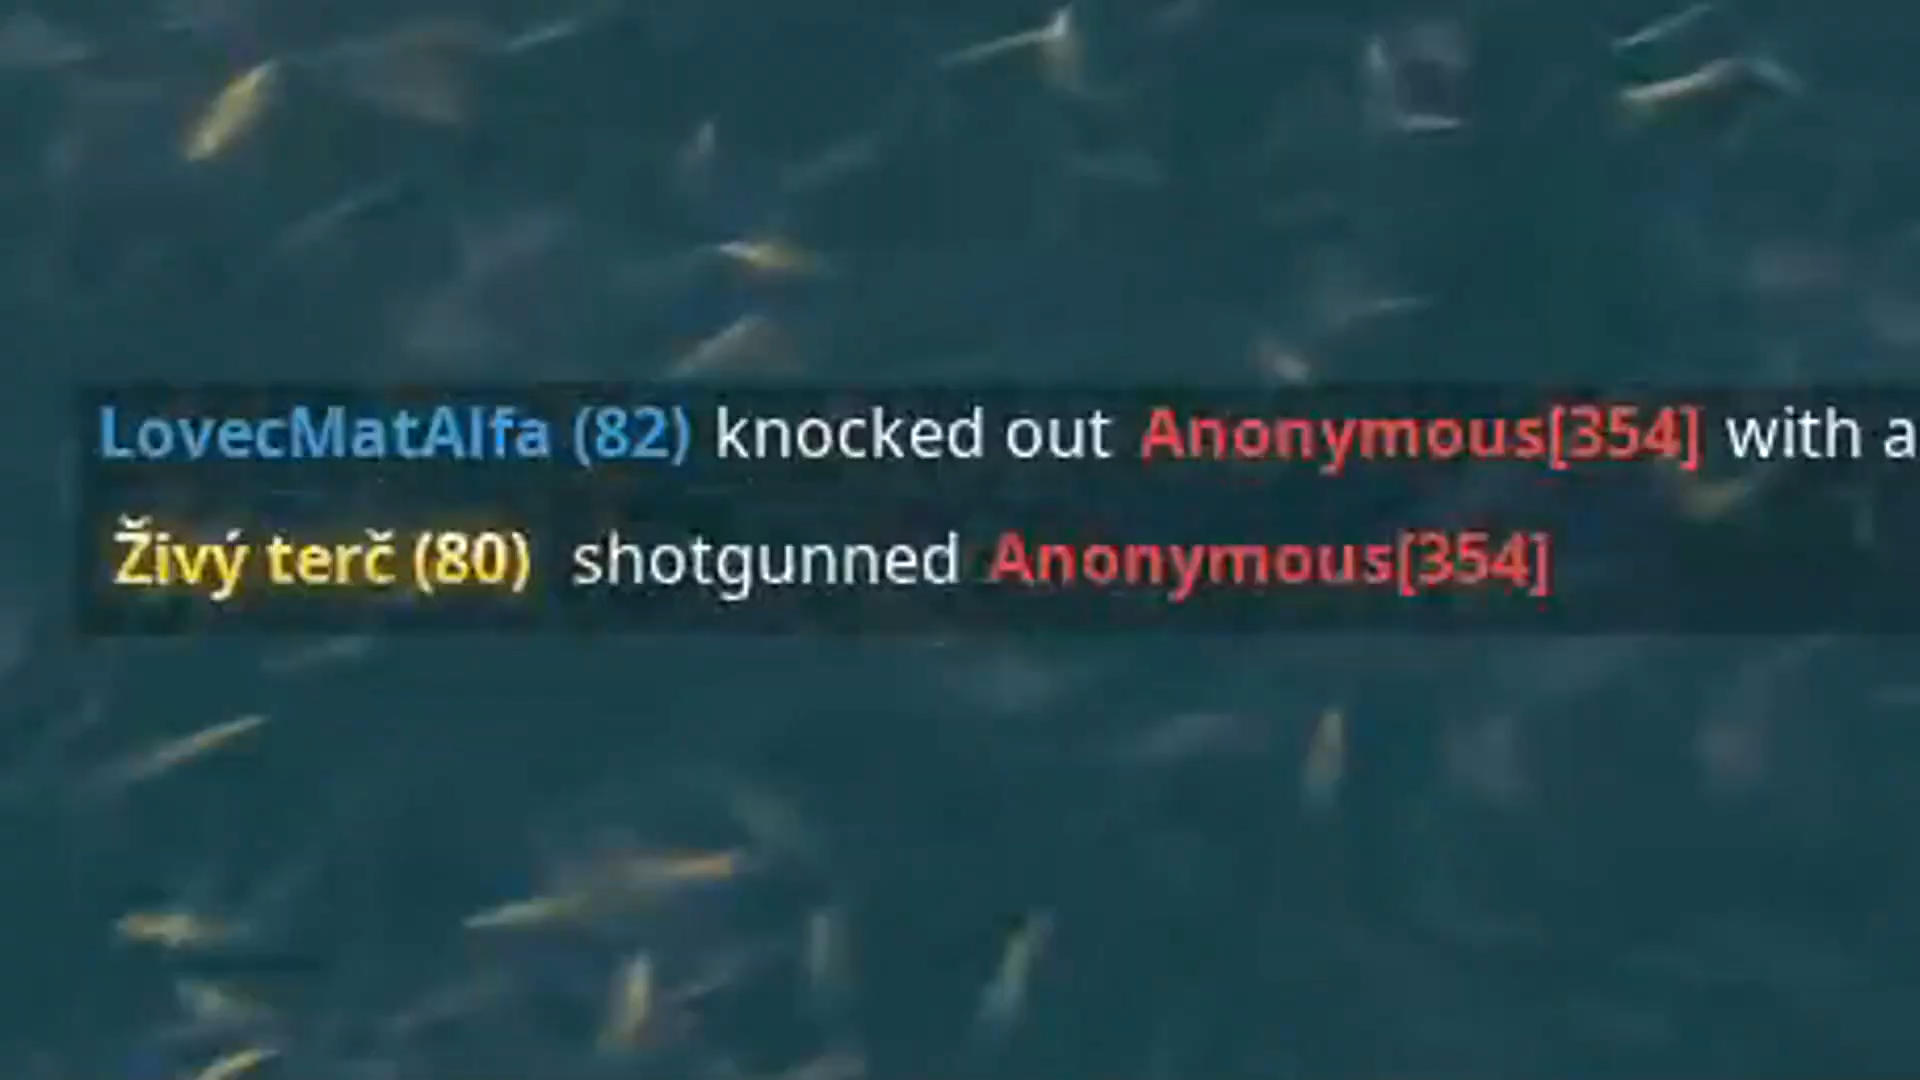 LovecMatAlfa (82) knocked out Anonymous[354] with a
Živý terč (80) shotgunned Anonymous[354]